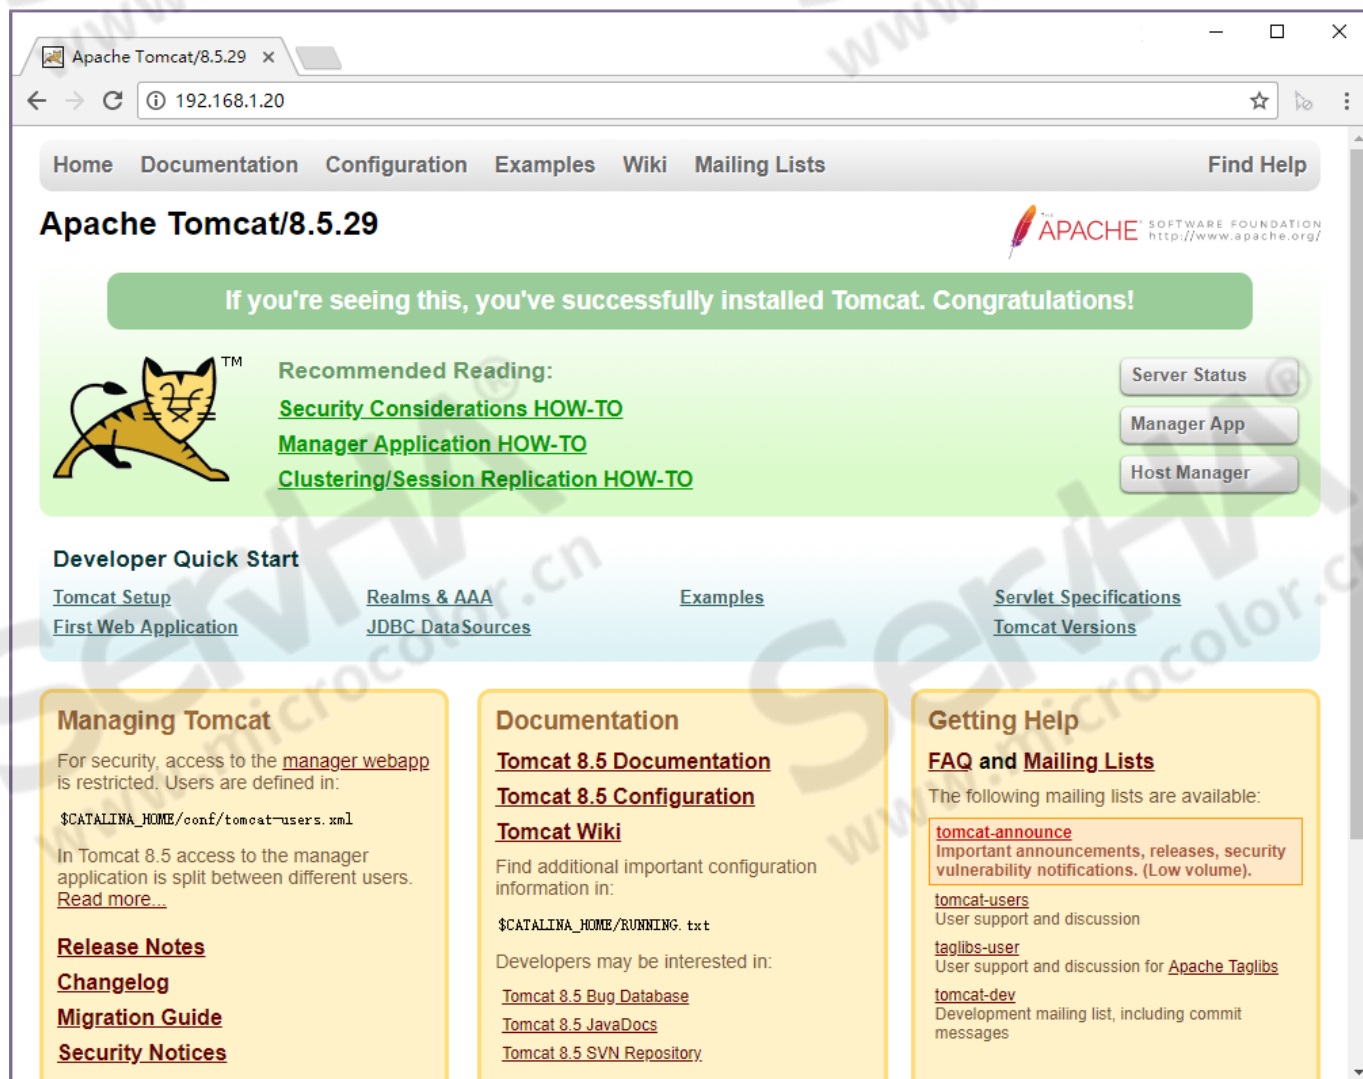 Apache Tomcat/8.5.29
192.168.1.20
Home Documentation Configuration Examples Wiki Mailing Lists Find Help
Apache Tomcat/8.5.29
THE APACHE® SOFTWARE FOUNDATION
http://www.apache.org/
If you're seeing this, you've successfully installed Tomcat. Congratulations!
TM
Recommended Reading:
Security Considerations HOW-TO
Manager Application HOW-TO
Clustering/Session Replication HOW-TO
Server Status
Manager App
Host Manager
Developer Quick Start
Tomcat Setup
First Web Application
Realms & AAA
JDBC DataSources
Examples
Servlet Specifications
Tomcat Versions
Managing Tomcat
For security, access to the manager webapp
is restricted. Users are defined in:
$CATALINA_HOME/conf/tomcat-users.xml
In Tomcat 8.5 access to the manager
application is split between different users.
Read more...
Release Notes
Changelog
Migration Guide
Security Notices
Documentation
Tomcat 8.5 Documentation
Tomcat 8.5 Configuration
Tomcat Wiki
Find additional important configuration
information in:
$CATALINA_HOME/RUNNING.txt
Developers may be interested in:
Tomcat 8.5 Bug Database
Tomcat 8.5 JavaDocs
Tomcat 8.5 SVN Repository
Getting Help
FAQ and Mailing Lists
The following mailing lists are available:
tomcat-announce
Important announcements, releases, security
vulnerability notifications. (Low volume).
tomcat-users
User support and discussion
taglibs-user
User support and discussion for Apache Taglibs
tomcat-dev
Development mailing list, including commit
messages
ServHA®
www.microcolor.cn
ServHA®
www.microcolor.cn